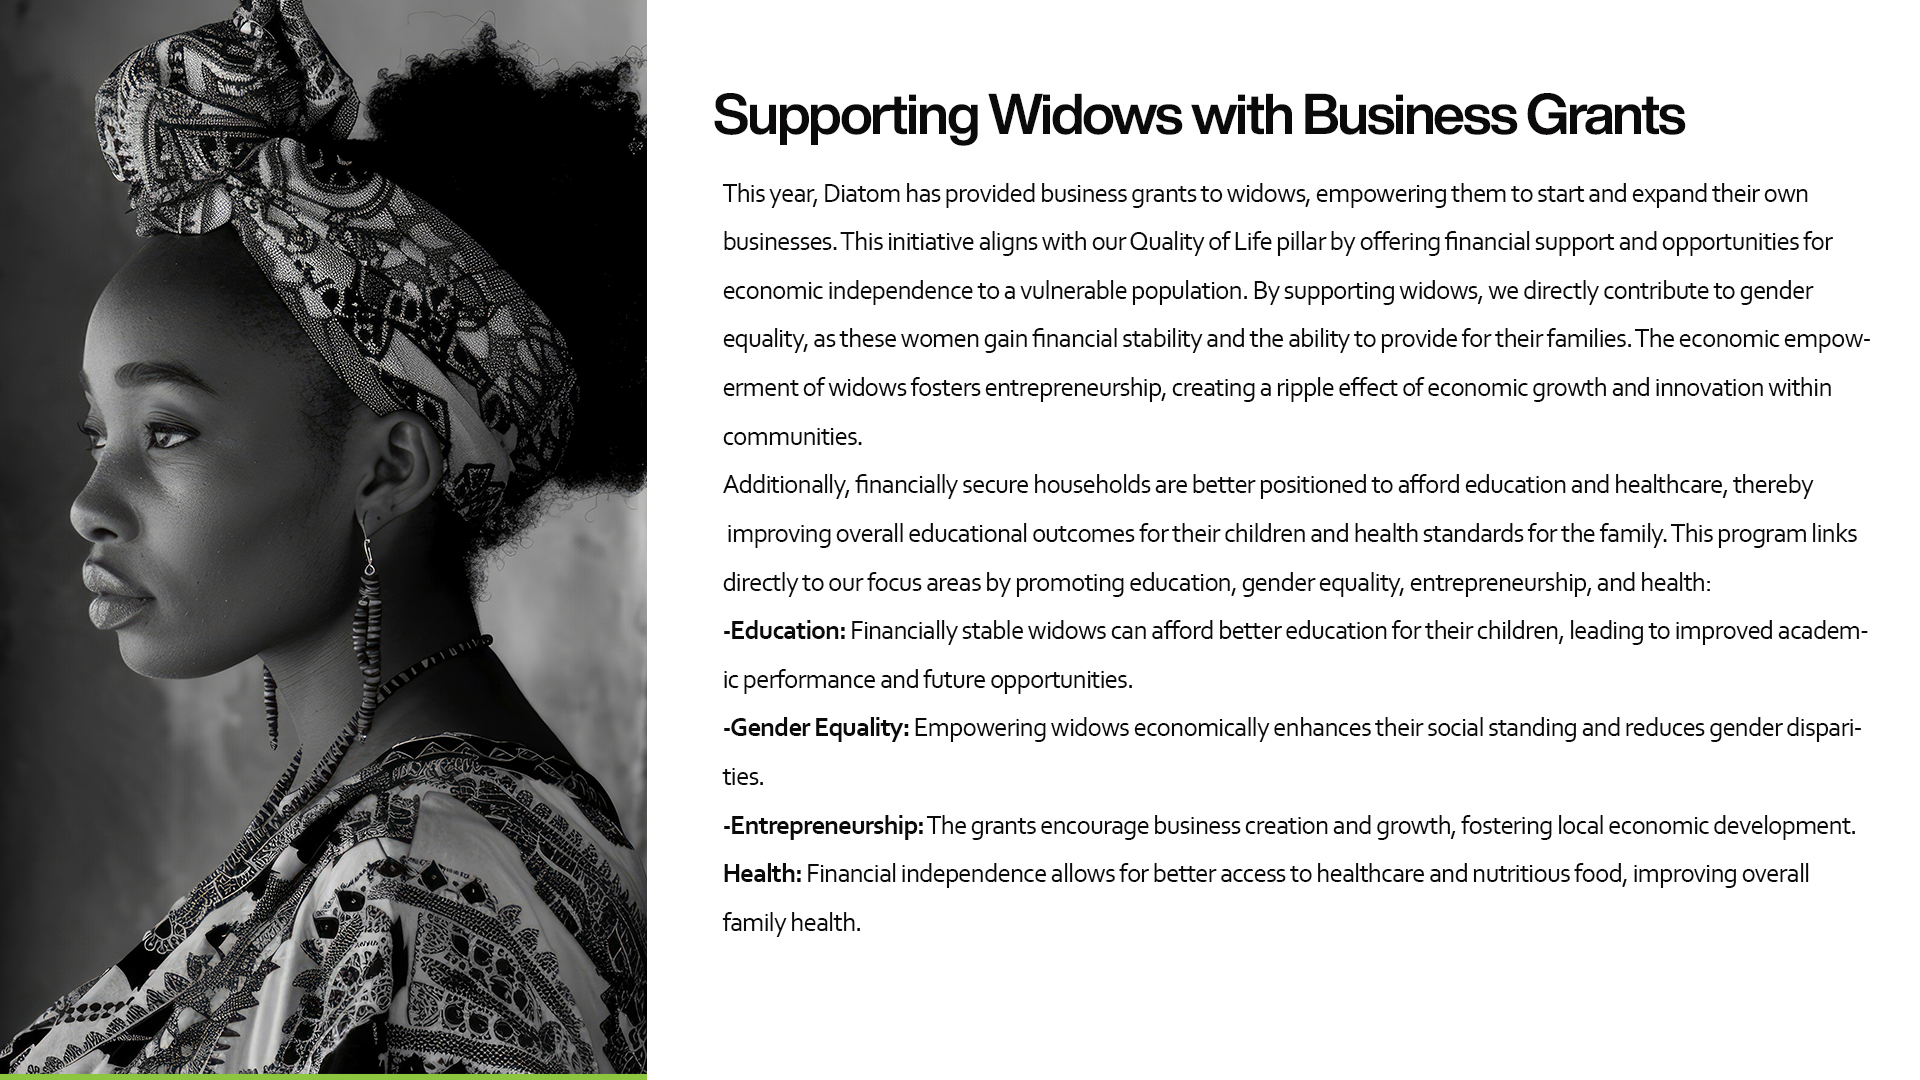 Supporting Widows with Business Grants
This year, Diatom has provided business grants to widows, empowering them to start and expand their own
businesses. This initiative aligns with our Quality of Life pillar by offering financial support and opportunities for
economic independence to a vulnerable population. By supporting widows, we directly contribute to gender
equality, as these women gain financial stability and the ability to provide for their families. The economic empow-
erment of widows fosters entrepreneurship, creating a ripple effect of economic growth and innovation within
communities.
Additionally, financially secure households are better positioned to afford education and healthcare, thereby
improving overall educational outcomes for their children and health standards for the family. This program links
directly to our focus areas by promoting education, gender equality, entrepreneurship, and health:
-Education: Financially stable widows can afford better education for their children, leading to improved academ-
ic performance and future opportunities.
-Gender Equality: Empowering widows economically enhances their social standing and reduces gender dispari-
ties.
-Entrepreneurship: The grants encourage business creation and growth, fostering local economic development.
Health: Financial independence allows for better access to healthcare and nutritious food, improving overall
family health.